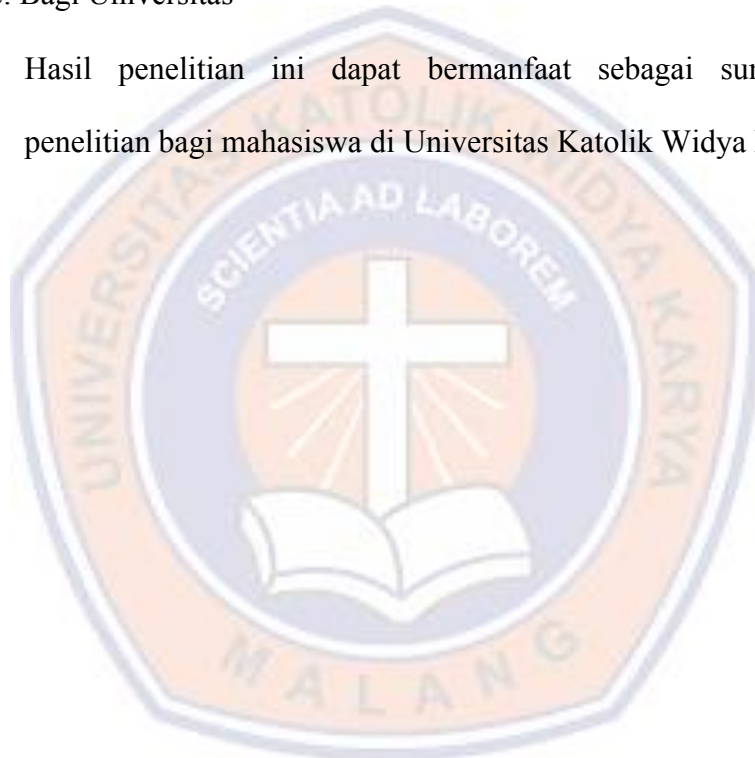 Bagi Universitas
Hasil penelitian ini dapat bermanfaat sebagai
penelitian bagi mahasiswa di Universitas Katolik Widya
UNIVERSITAS KATOLIK WIDYA KARYA
SCIENTIA AD LABOREM
MALANG